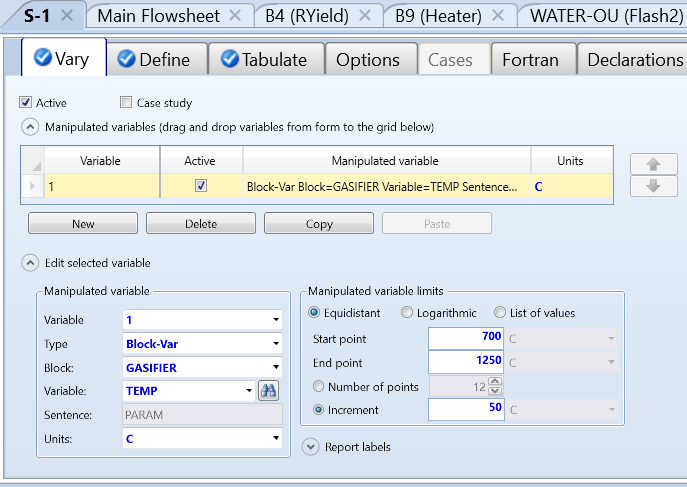 S-1 Main Flowsheet B4 (RYield) B9 (Heater) WATER-OU (Flash2)
Vary Define Tabulate Options Cases Fortran Declarations
Active Case study
Manipulated variables (drag and drop variables from form to the grid below)
Variable Active Manipulated variable Units
1 Block-Var Block=GASIFIER Variable=TEMP Sentence... C
New Delete Copy Paste
Edit selected variable
Manipulated variable
Variable 1
Type Block-Var
Block: GASIFIER
Variable: TEMP
Sentence: PARAM
Units: C
Manipulated variable limits
Equidistant Logarithmic List of values
Start point 700 C
End point 1250 C
Number of points 12
Increment 50 C
Report labels